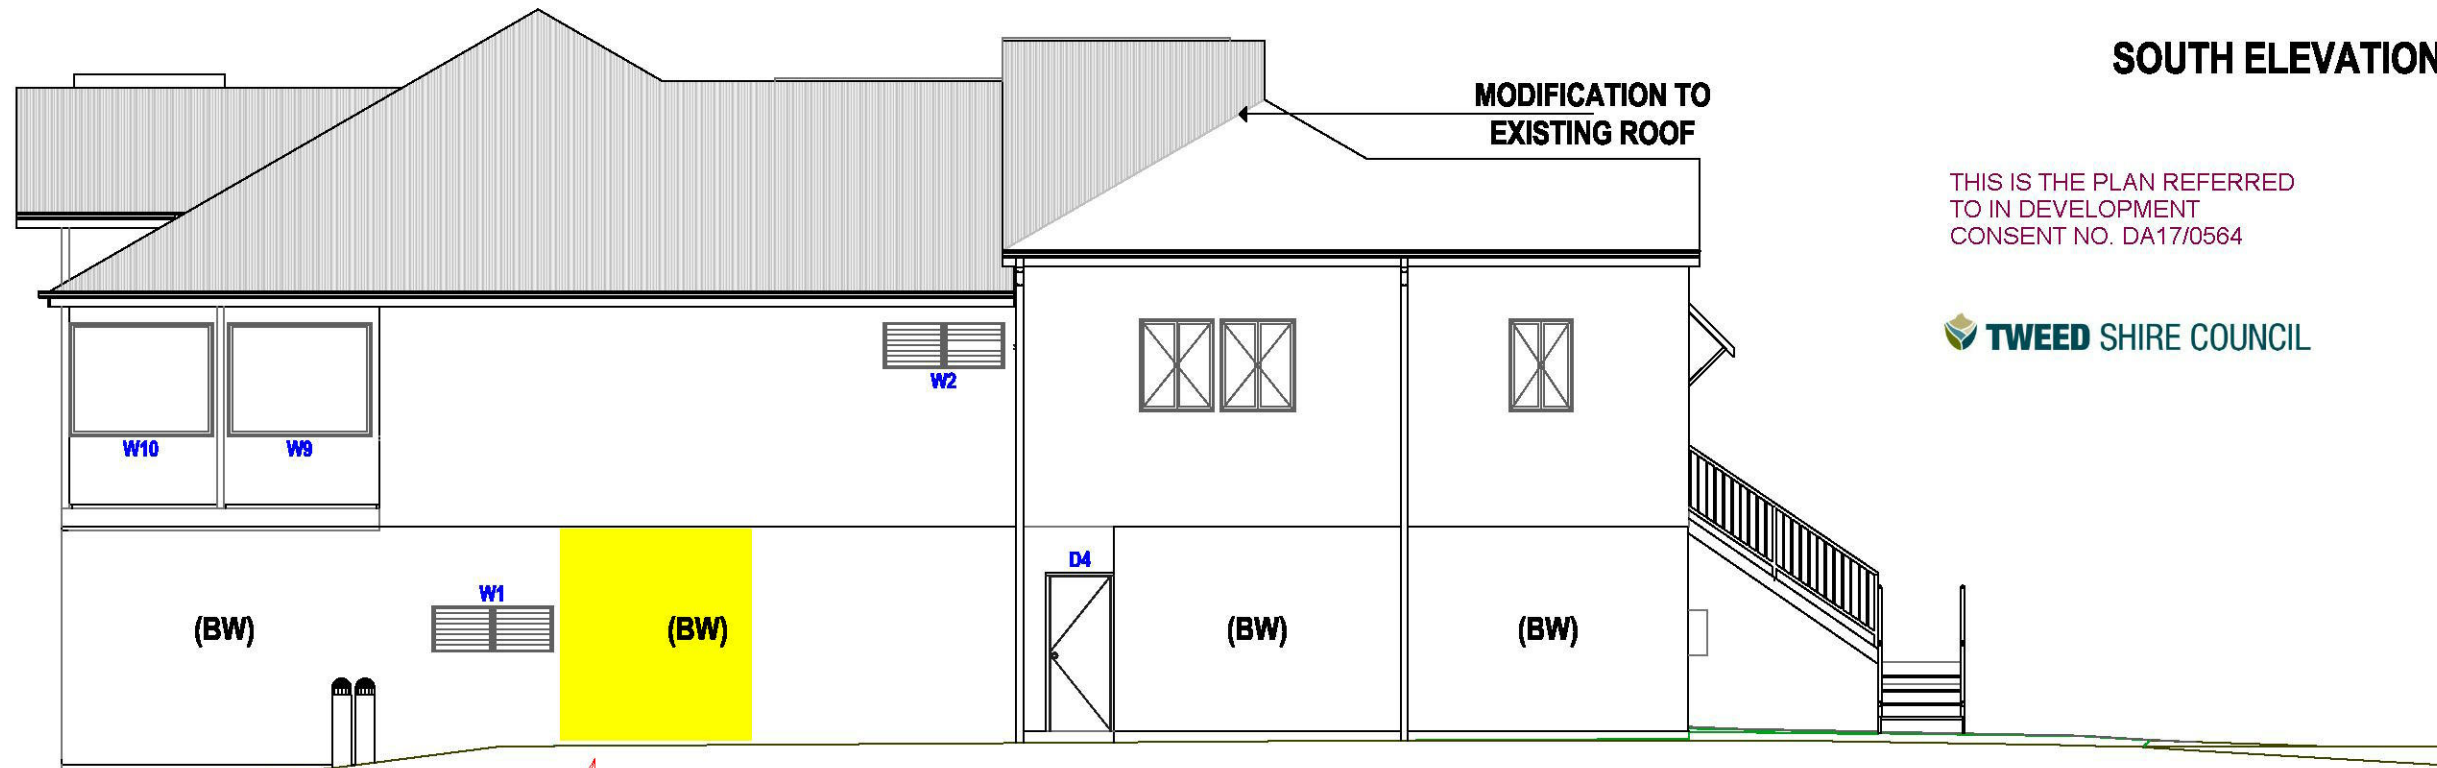 SOUTH ELEVATION
MODIFICATION TO
EXISTING ROOF
THIS IS THE PLAN REFERRED
TO IN DEVELOPMENT
CONSENT NO. DA17/0564
TWEED SHIRE COUNCIL
W2
W10
W9
D4
W1
(BW)
(BW)
(BW)
(BW)